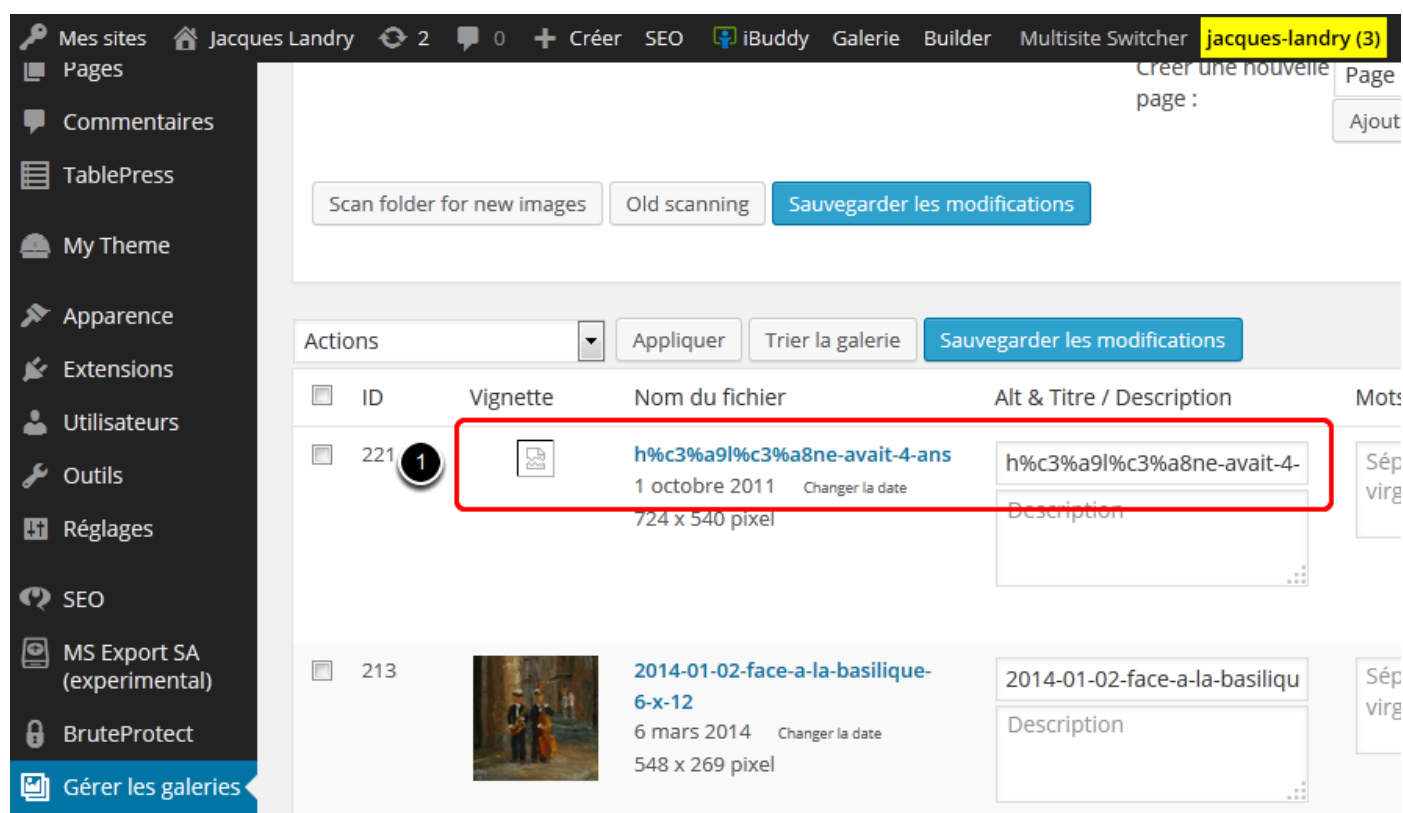 Mes sites Jacques Landry 2 0 + Créer SEO iBuddy Galerie Builder Multisite Switcher jacques-landry (3)
Pages
Commentaires
TablePress
My Theme
Apparence
Extensions
Utilisateurs
Outils
Réglages
SEO
MS Export SA
(experimental)
BruteProtect
Gérer les galeries
Créer une nouvelle
page :
Page
Ajout
Scan folder for new images Old scanning Sauvegarder les modifications
Actions Appliquer Trier la galerie Sauvegarder les modifications
ID Vignette Nom du fichier Alt & Titre / Description Mots
221 1 h%c3%a9l%c3%a8ne-avait-4-ans h%c3%a9l%c3%a8ne-avait-4- Sép
1 octobre 2011 Changer la date virg
724 x 540 pixel Description
213 2014-01-02-face-a-la-basilique- 2014-01-02-face-a-la-basiliqu Sép
6-x-12 virg
6 mars 2014 Changer la date Description
548 x 269 pixel